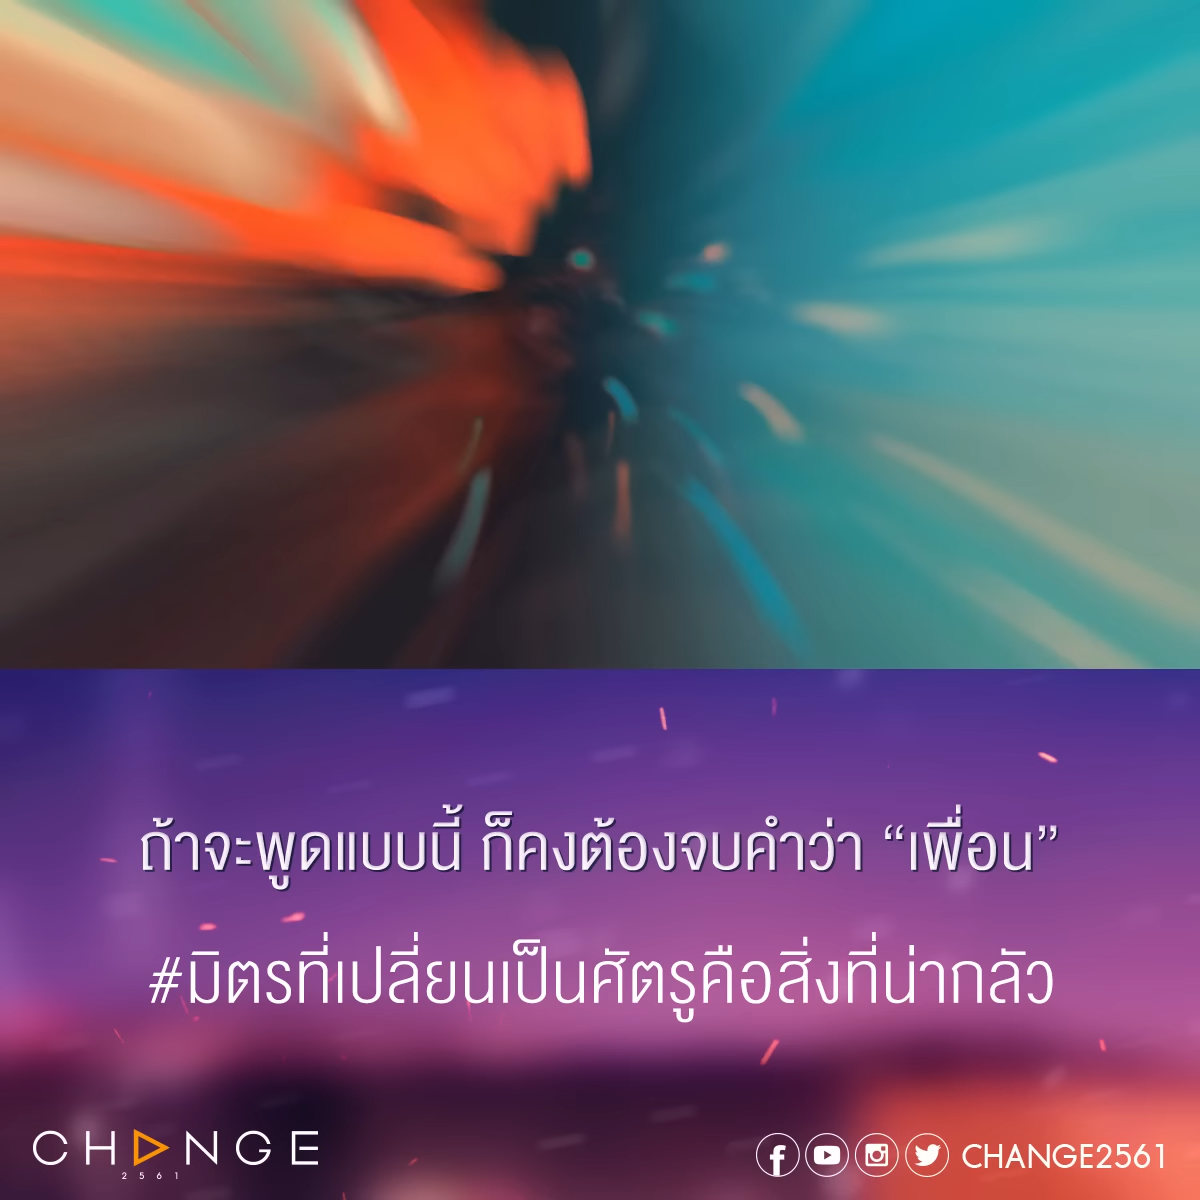 ถ้าจะพูดแบบนี้ ก็คงต้องจบคำว่า “เพื่อน”
#มิตรที่เปลี่ยนเป็นศัตรูคือสิ่งที่น่ากลัว
CHANGE
2561
CHANGE2561